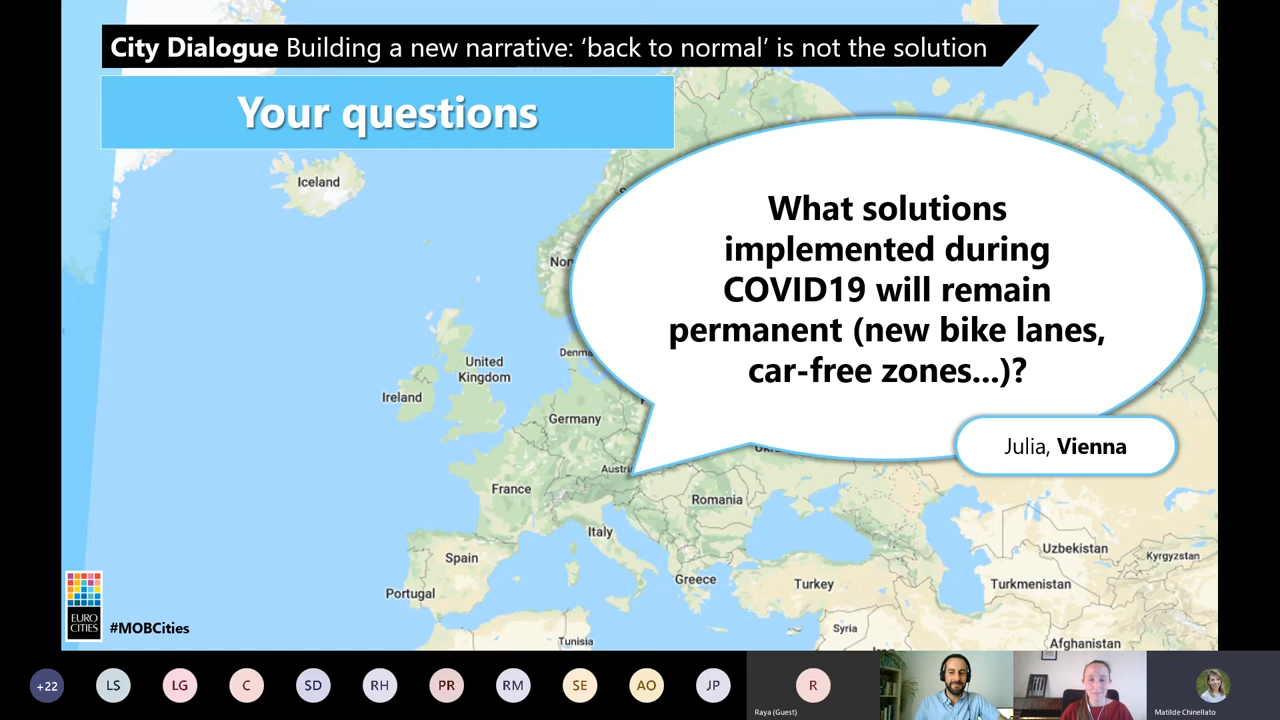 City Dialogue Building a new narrative: ‘back to normal’ is not the solution
Your questions
Iceland
What solutions
implemented during
COVID19 will remain
permanent (new bike lanes,
car-free zones...)?
United
Kingdom
Ireland
Germany
Julia, Vienna
France
Romania
Italy
Spain
Uzbekistan
Kyrgyzstan
Greece
Turkey
Turkmenistan
Portugal
EURO
CITIES
#MOBCities
Tunisia
Syria
Afghanistan
+22
LS
LG
C
SD
RH
PR
RM
SE
AO
JP
R
Raya (Guest)
Matilde Chinellato